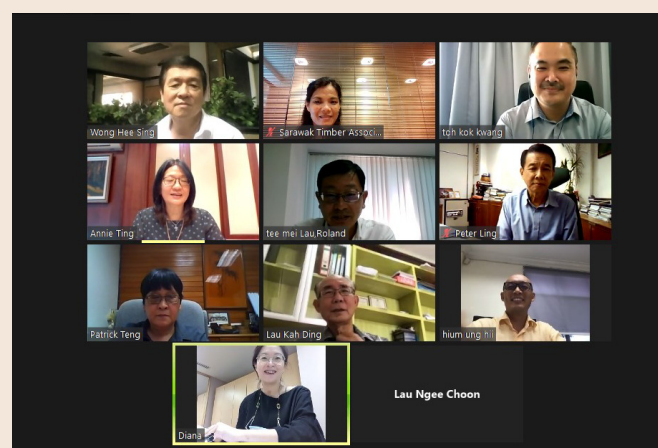 Wong Hee Sing
Sarawak Timber Associ...
toh kok kwang
Annie Ting
tee mei Lau,Roland
Peter Ling
Patrick Teng
Lau Kah Ding
hium ung hii
Diana
Lau Ngee Choon